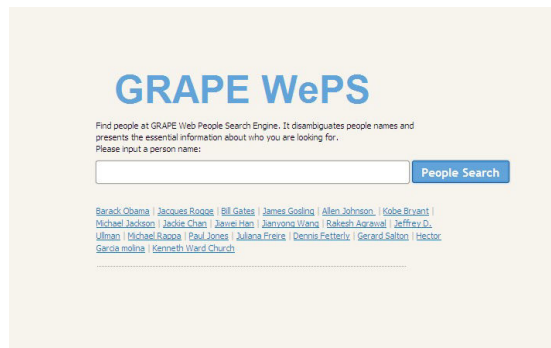 GRAPE WePS
Find people at GRAPE Web People Search Engine. It disambiguates people names and
presents the essential information about who you are looking for.
Please input a person name:
People Search
Barack Obama | Jacques Rogge | Bill Gates | James Gosling | Allen Johnson | Kobe Bryant |
Michael Jackson | Jackie Chan | Jiawei Han | Jianyong Wang | Rakesh Agrawal | Jeffrey D.
Ullman | Michael Rappa | Paul Jones | Juliana Freire | Dennis Fetterly | Gerard Salton | Hector
Garcia molina | Kenneth Ward Church